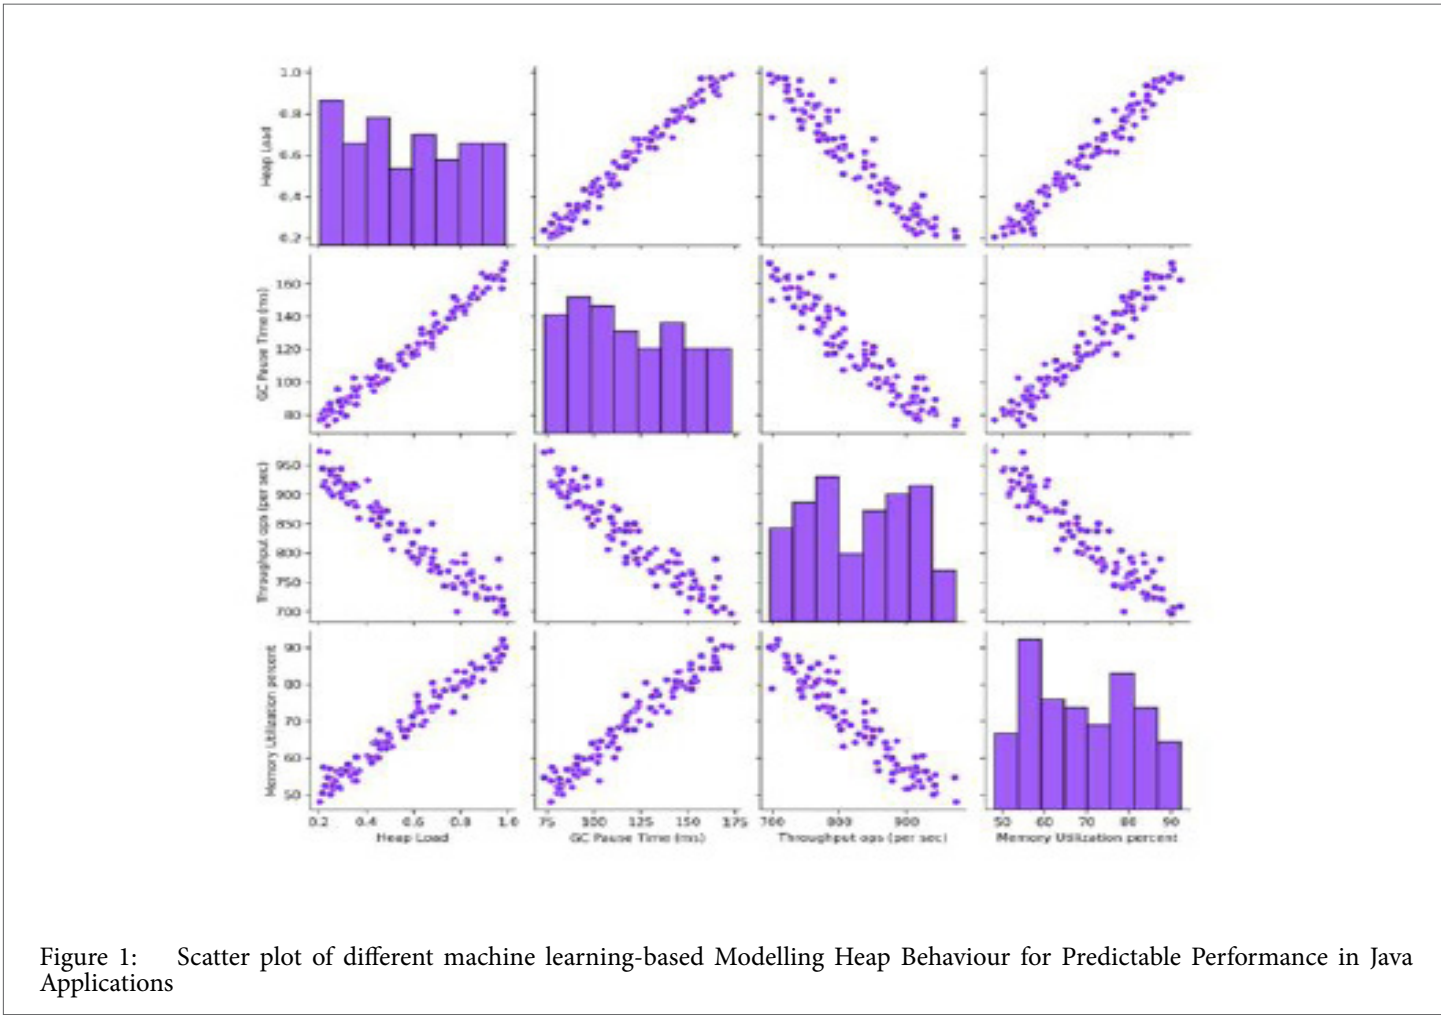 Heap Load
1.0
0.8
0.6
0.4
0.2
GC Pause Time (ms)
160
140
120
100
80
Throughput ops (per sec)
950
900
850
800
750
700
Memory Utilization percent
90
80
70
60
50
0.2 0.4 0.6 0.8 1.0
75 100 125 150 175
700 800 900
50 60 70 80 90
Heap Load
GC Pause Time (ms)
Throughput ops (per sec)
Memory Utilization percent
Figure 1: Scatter plot of different machine learning-based Modelling Heap Behaviour for Predictable Performance in Java
Applications